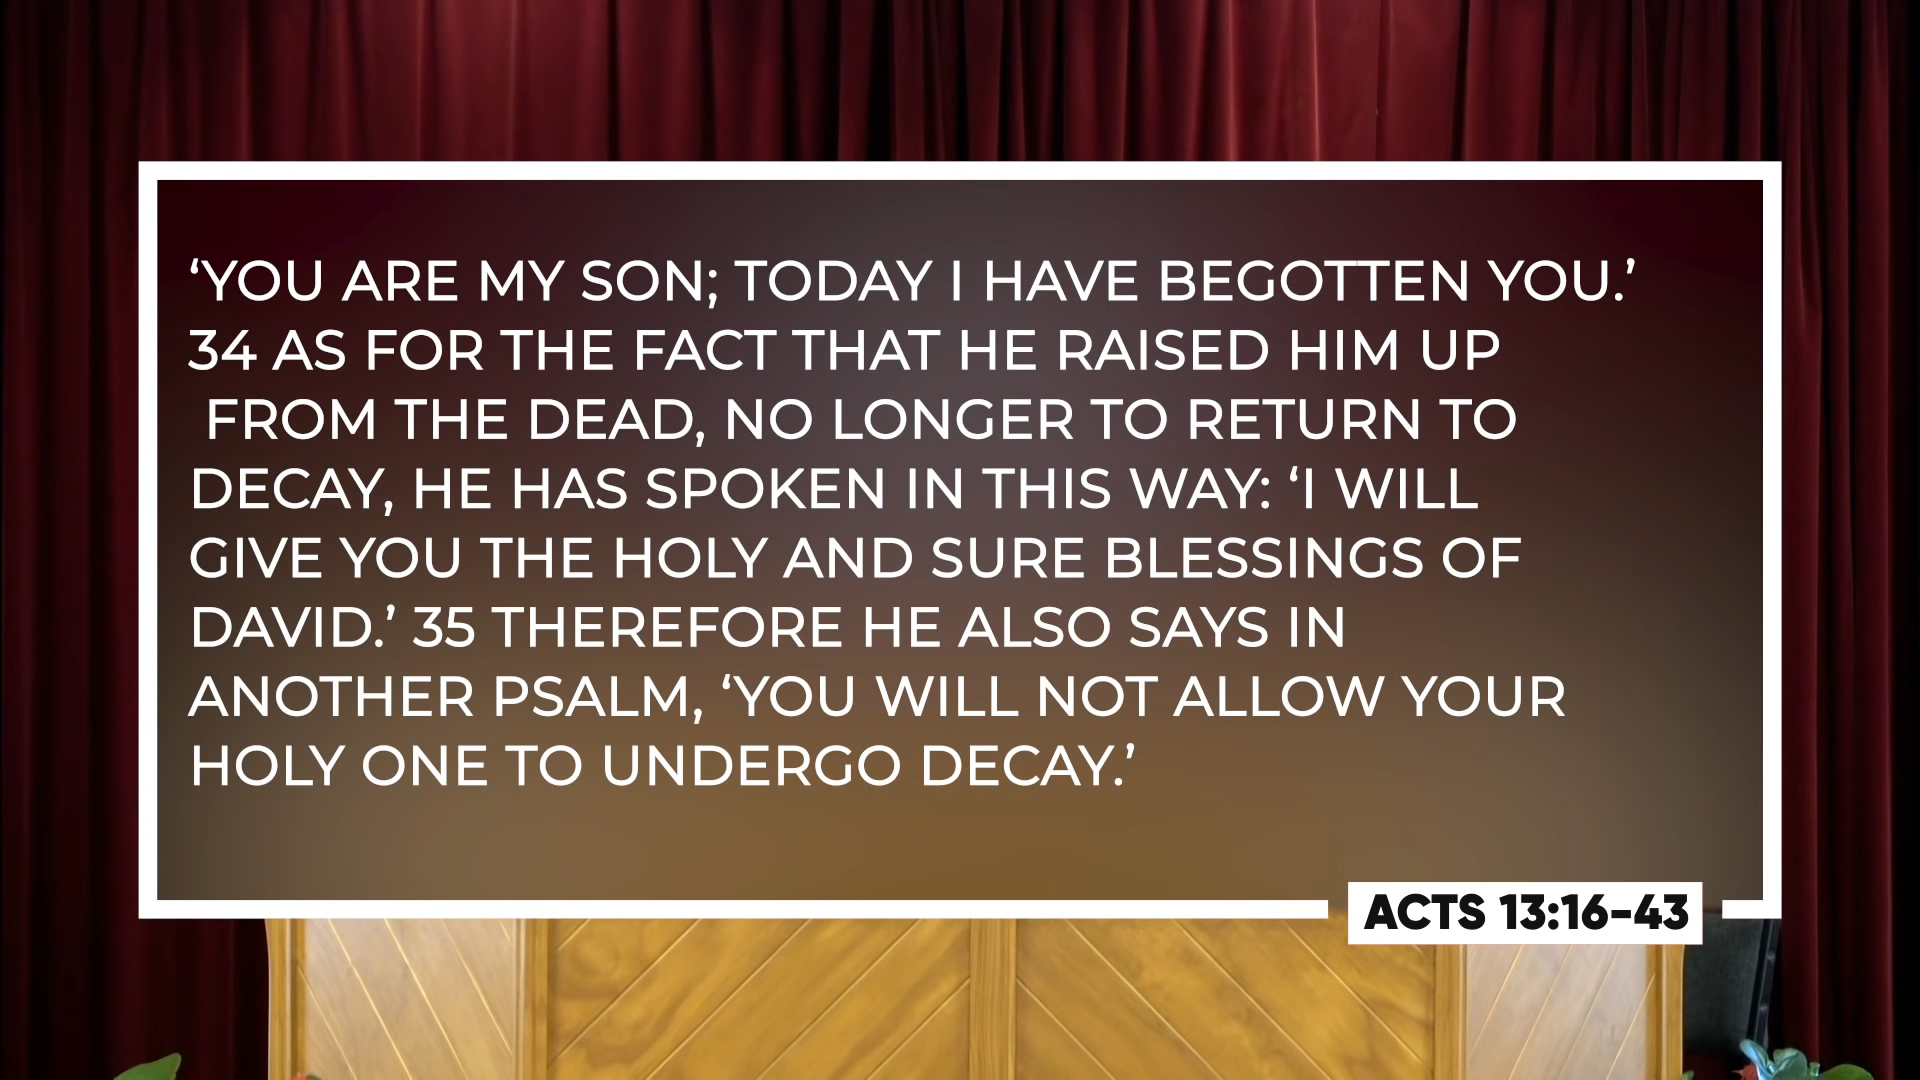 ‘YOU ARE MY SON; TODAY I HAVE BEGOTTEN YOU.’
34 AS FOR THE FACT THAT HE RAISED HIM UP
FROM THE DEAD, NO LONGER TO RETURN TO
DECAY, HE HAS SPOKEN IN THIS WAY: ‘I WILL
GIVE YOU THE HOLY AND SURE BLESSINGS OF
DAVID.’ 35 THEREFORE HE ALSO SAYS IN
ANOTHER PSALM, ‘YOU WILL NOT ALLOW YOUR
HOLY ONE TO UNDERGO DECAY.’
ACTS 13:16-43